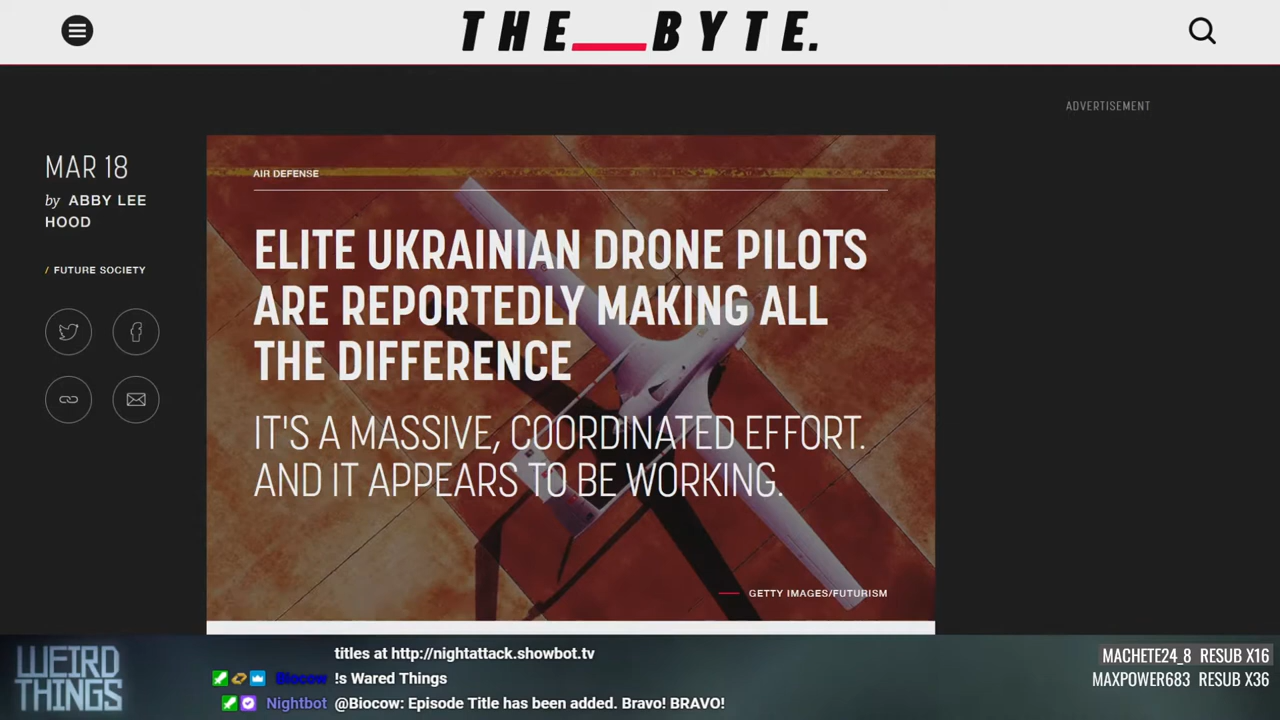 THE__BYTE.
ADVERTISEMENT
MAR 18
by ABBY LEE
HOOD
/ FUTURE SOCIETY
AIR DEFENSE
ELITE UKRAINIAN DRONE PILOTS
ARE REPORTEDLY MAKING ALL
THE DIFFERENCE
IT'S A MASSIVE, COORDINATED EFFORT.
AND IT APPEARS TO BE WORKING.
GETTY IMAGES/FUTURISM
WEIRD
THINGS
titles at http://nightattack.showbot.tv
Biocow !s Wared Things
Nightbot @Biocow: Episode Title has been added. Bravo! BRAVO!
MACHETE24_8 RESUB X16
MAXPOWER683 RESUB X36